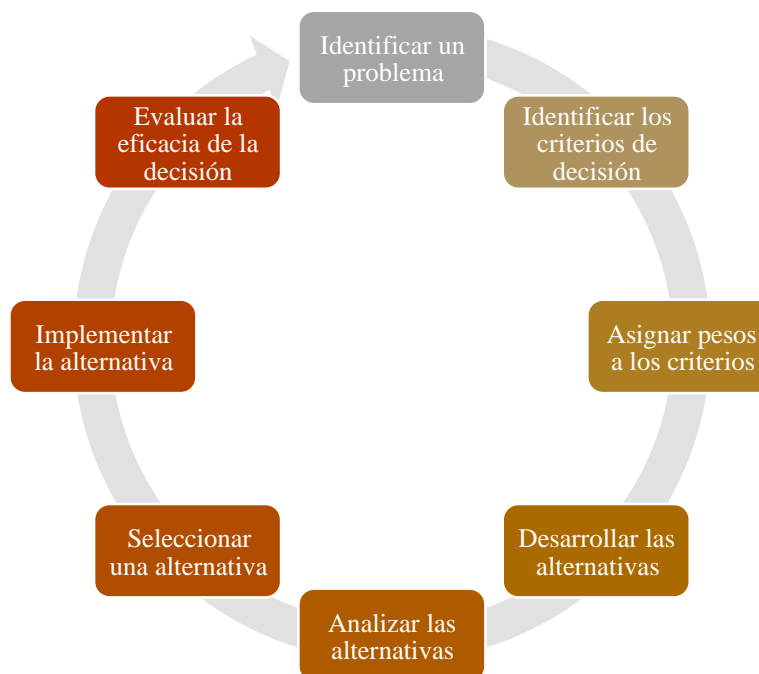 Identificar un
problema
Identificar los
criterios de
decisión
Asignar pesos
a los criterios
Desarrollar las
alternativas
Analizar las
alternativas
Seleccionar
una alternativa
Implementar
la alternativa
Evaluar la
eficacia de la
decisión